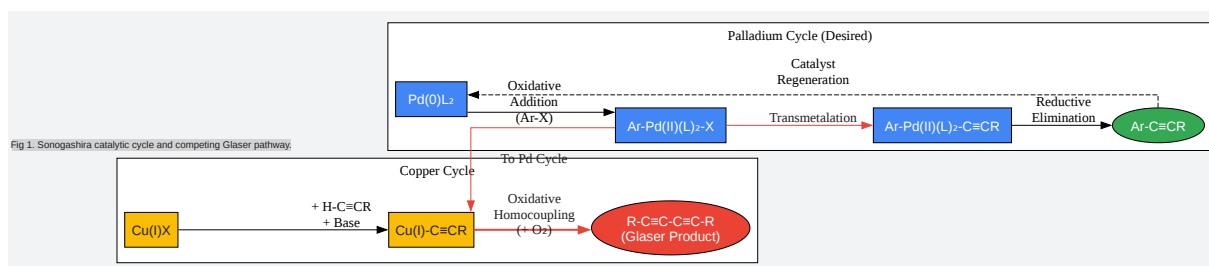 Palladium Cycle (Desired)
Catalyst
Regeneration
Pd(0)L₂
Oxidative
Addition
(Ar-X)
Ar-Pd(II)(L)₂-X
Transmetalation
Ar-Pd(II)(L)₂-C≡CR
Reductive
Elimination
Ar-C≡CR
Fig 1. Sonogashira catalytic cycle and competing Glaser pathway.
To Pd Cycle
Copper Cycle
Cu(I)X
+ H-C≡CR
+ Base
Cu(I)-C≡CR
Oxidative
Homocoupling
(+ O₂)
R-C≡C-C≡C-R
(Glaser Product)